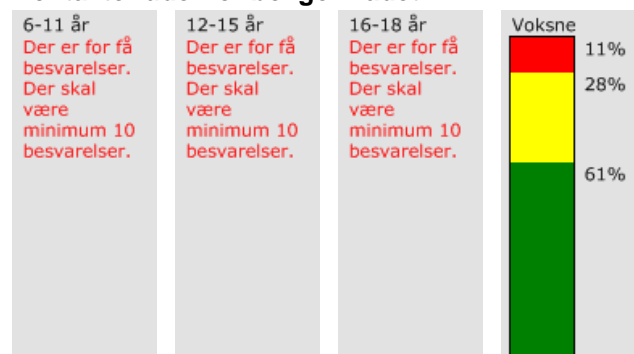 6-11 år
Der er for få
besvarelser.
Der skal
være
minimum 10
besvarelser.
12-15 år
Der er for få
besvarelser.
Der skal
være
minimum 10
besvarelser.
16-18 år
Der er for få
besvarelser.
Der skal
være
minimum 10
besvarelser.
Voksne
11%
28%
61%